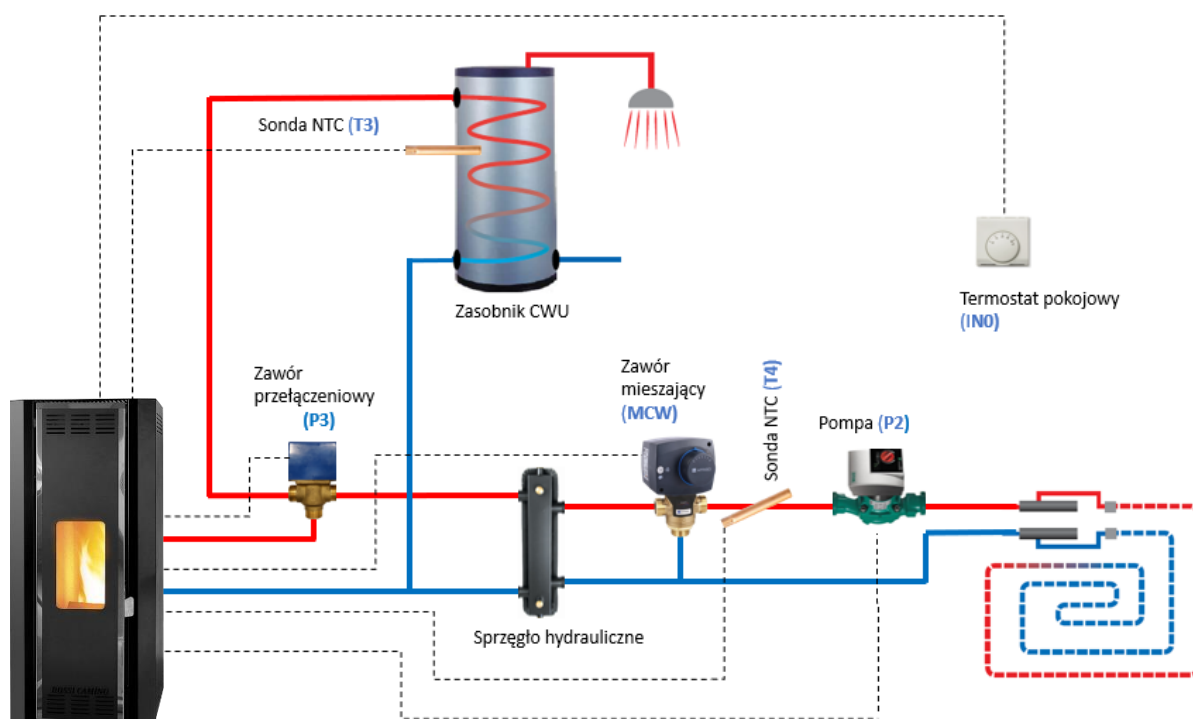 Sonda NTC (T3)
Zasobnik CWU
Termostat pokojowy
(IN0)
Zawór
przełączeniowy
(P3)
Zawór
mieszający
(MCW)
Sonda NTC (T4)
Pompa (P2)
Sprzęgło hydrauliczne